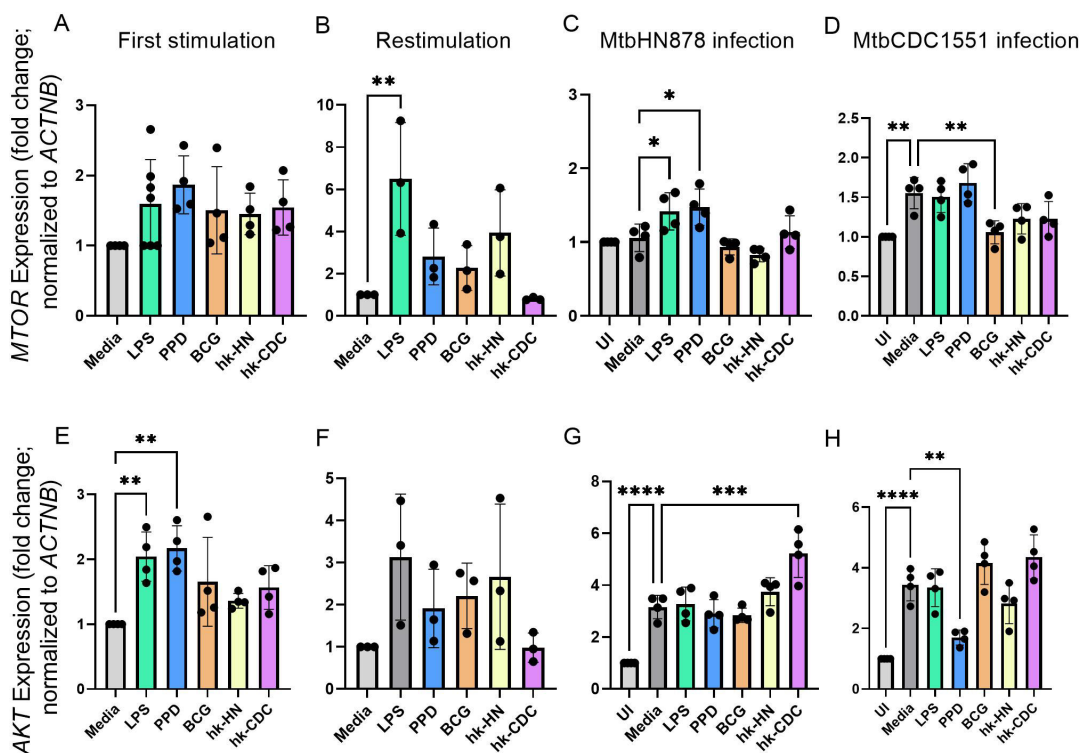 A
First stimulation
B
Restimulation
C
MtbHN878 infection
D
MtbCDC1551 infection
MTOR Expression (fold change;
normalized to ACTNB)
3
2
1
0
Media
LPS
PPD
BCG
hk-HN
hk-CDC
**
10
8
6
4
2
0
Media
LPS
PPD
BCG
hk-HN
hk-CDC
*
*
3
2
1
0
UI
Media
LPS
PPD
BCG
hk-HN
hk-CDC
**
**
2.5
2.0
1.5
1.0
0.5
0.0
UI
Media
LPS
PPD
BCG
hk-HN
hk-CDC
AKT Expression (fold change;
normalized to ACTNB)
E
**
**
3
2
1
0
Media
LPS
PPD
BCG
hk-HN
hk-CDC
F
5
4
3
2
1
0
Media
LPS
PPD
BCG
hk-HN
hk-CDC
G
****
***
8
6
4
2
0
UI
Media
LPS
PPD
BCG
hk-HN
hk-CDC
H
****
**
6
4
2
0
UI
Media
LPS
PPD
BCG
hk-HN
hk-CDC